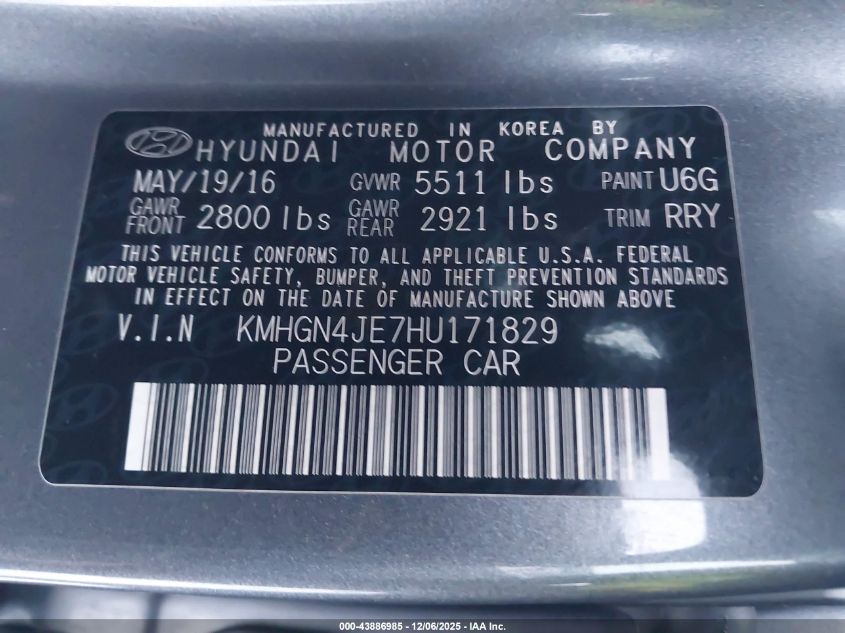 MANUFACTURED IN KOREA BY
HYUNDAI MOTOR COMPANY
MAY/19/16 GVWR 5511 lbs PAINT U6G
GAWR FRONT 2800 lbs GAWR REAR 2921 lbs TRIM RRY
THIS VEHICLE CONFORMS TO ALL APPLICABLE U.S.A. FEDERAL
MOTOR VEHICLE SAFETY, BUMPER, AND THEFT PREVENTION STANDARDS
IN EFFECT ON THE DATE OF MANUFACTURE SHOWN ABOVE
V.I.N KMHGN4JE7HU171829
PASSENGER CAR
000-43886985 - 12/06/2025 - IAA Inc.